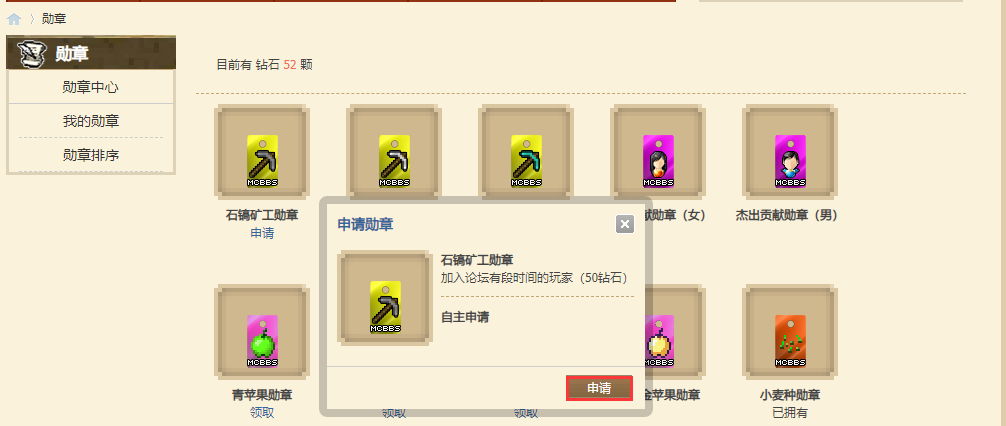 勋章
勋章
勋章中心
我的勋章
勋章排序
目前有 钻石 52 颗
MCBBS
MCBBS
MCBBS
MCBBS
MCBBS
石镐矿工勋章
申请
献勋章（女）
杰出贡献勋章（男）
申请勋章
MCBBS
石镐矿工勋章
加入论坛有段时间的玩家（50钻石）
自主申请
申请
MCBBS
MCBBS
MCBBS
青苹果勋章
领取
领取
领取
金苹果勋章
小麦种勋章
已拥有